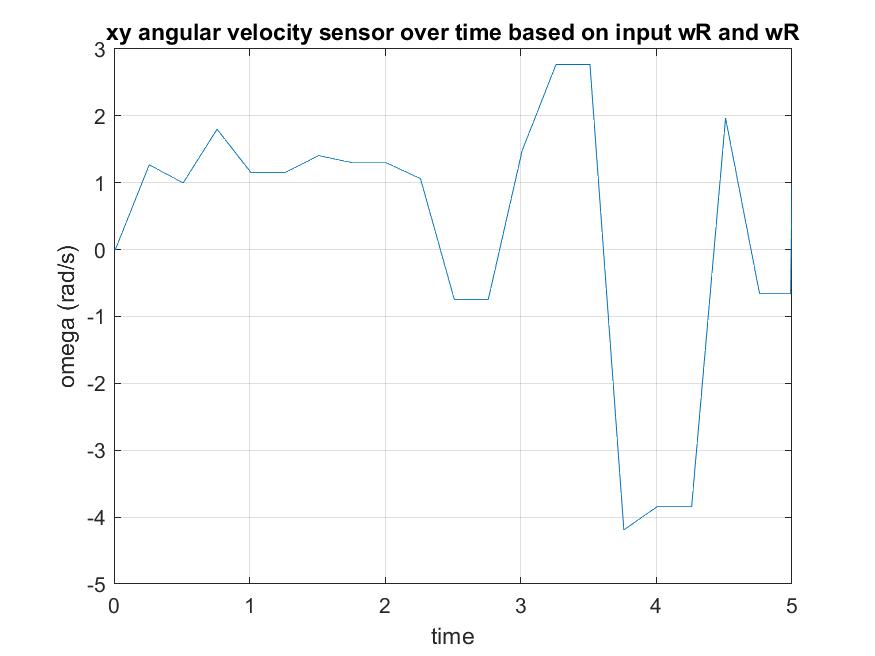 xy angular velocity sensor over time based on input wR and wR
3
2
1
0
-1
-2
-3
-4
-5
omega (rad/s)
0 1 2 3 4 5
time